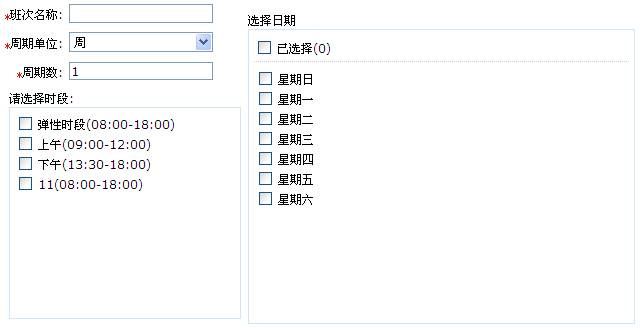 *班次名称:
*周期单位: 周
*周期数: 1
请选择时段:
弹性时段(08:00-18:00)
上午(09:00-12:00)
下午(13:30-18:00)
11(08:00-18:00)
选择日期
已选择(0)
星期日
星期一
星期二
星期三
星期四
星期五
星期六